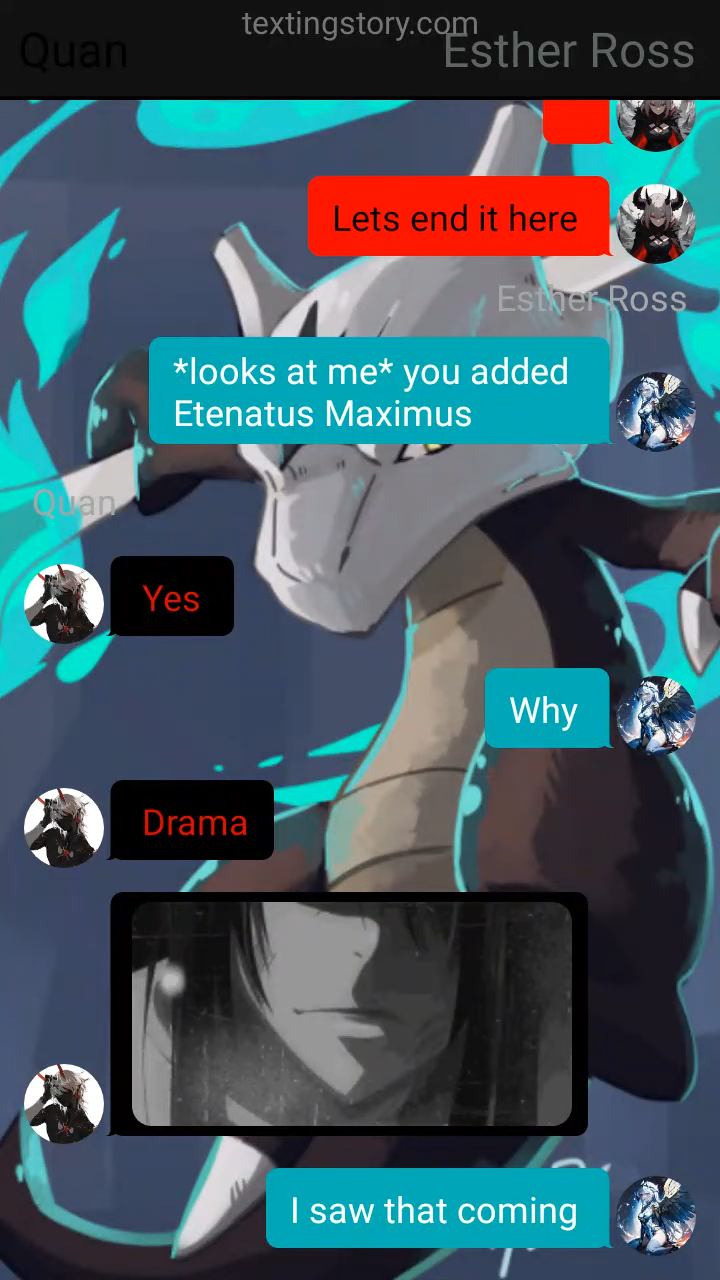 textingstory.com
Quan
Esther Ross
Lets end it here
Esther Ross
*looks at me* you added
Etenatus Maximus
Quan
Yes
Why
Drama
I saw that coming